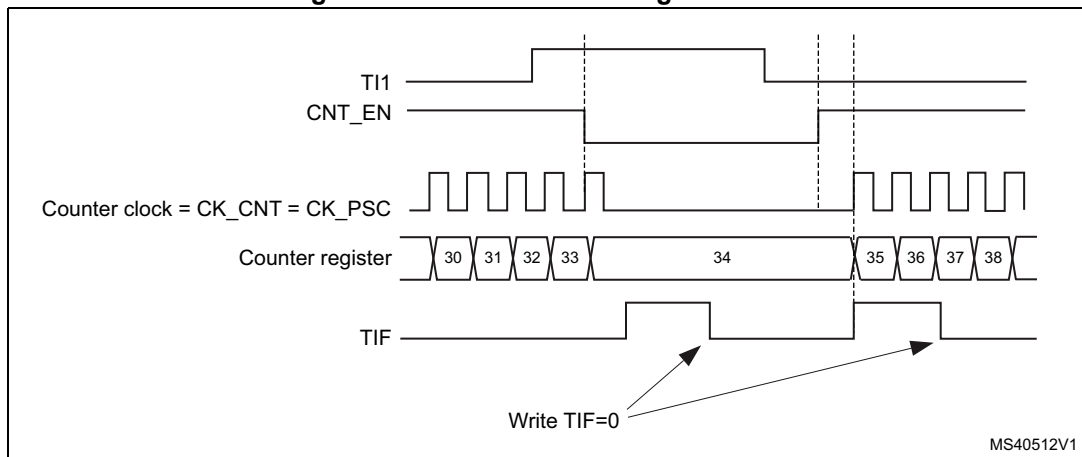 TI1
CNT_EN
Counter clock = CK_CNT = CK_PSC
Counter register 30 31 32 33 34 35 36 37 38
TIF
Write TIF=0
MS40512V1